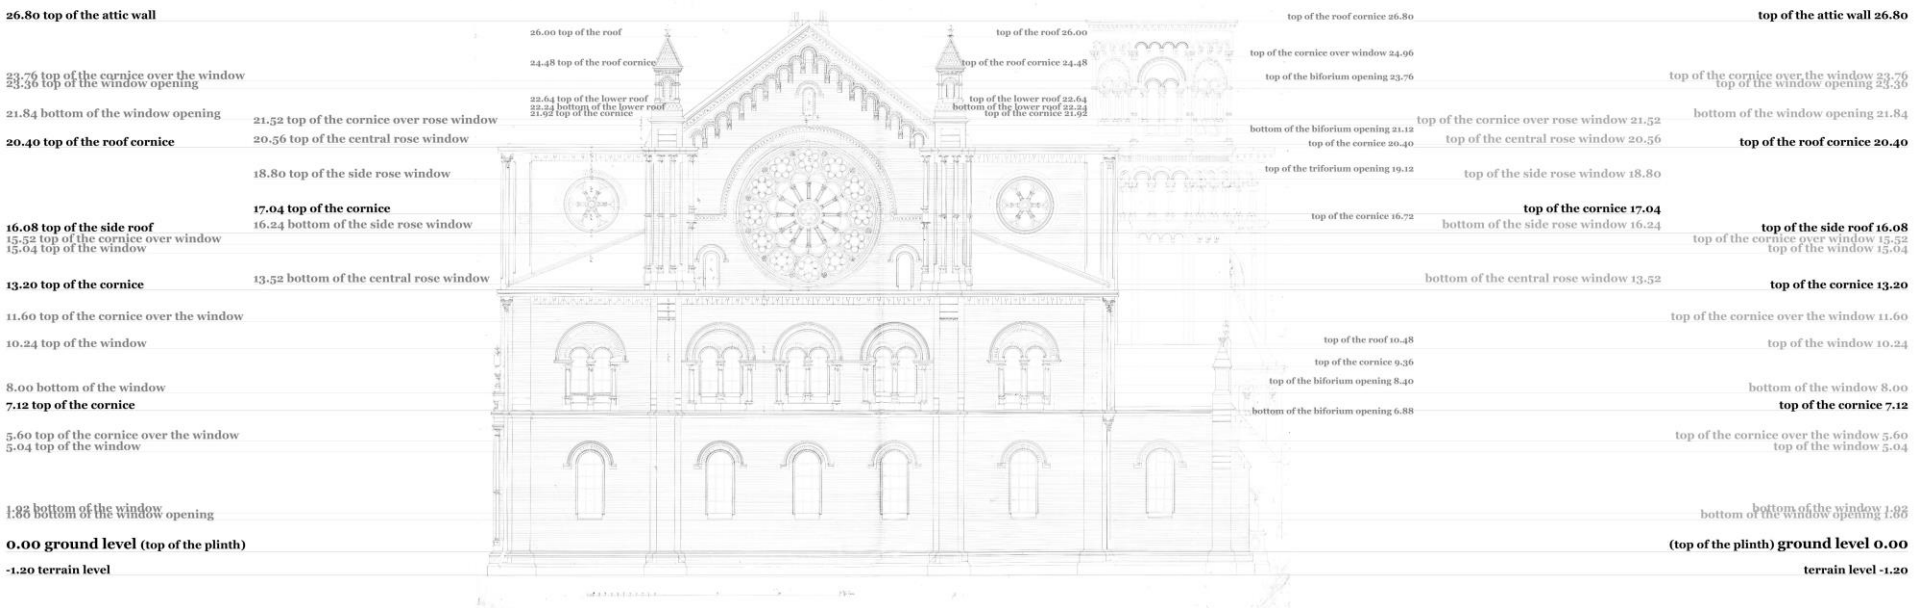 26.80 top of the attic wall
23.76 top of the cornice over the window
23.36 top of the window opening
21.84 bottom of the window opening
20.40 top of the roof cornice
16.08 top of the side roof
15.52 top of the cornice over window
15.04 top of the window
13.20 top of the cornice
11.60 top of the cornice over the window
10.24 top of the window
8.00 bottom of the window
7.12 top of the cornice
5.60 top of the cornice over the window
5.04 top of the window
1.92 bottom of the window
1.60 bottom of the window opening
0.00 ground level (top of the plinth)
-1.20 terrain level
21.52 top of the cornice over rose window
20.56 top of the central rose window
18.80 top of the side rose window
17.04 top of the cornice
16.24 bottom of the side rose window
13.52 bottom of the central rose window
26.00 top of the roof
24.48 top of the roof cornice
22.64 top of the lower roof
22.24 bottom of the lower roof
21.92 top of the cornice
top of the roof 26.00
top of the roof cornice 24.48
top of the lower roof 22.64
bottom of the lower roof 22.24
top of the cornice 21.92
top of the roof cornice 26.80
top of the cornice over window 24.96
top of the biforium opening 23.76
bottom of the biforium opening 21.12
top of the cornice 20.40
top of the triforium opening 19.12
top of the cornice 16.72
top of the roof 10.48
top of the cornice 9.36
top of the biforium opening 8.40
bottom of the biforium opening 6.88
top of the cornice over rose window 21.52
top of the central rose window 20.56
top of the side rose window 18.80
top of the cornice 17.04
bottom of the side rose window 16.24
bottom of the central rose window 13.52
top of the attic wall 26.80
top of the cornice over the window 23.76
top of the window opening 23.36
bottom of the window opening 21.84
top of the roof cornice 20.40
top of the side roof 16.08
top of the cornice over window 15.52
top of the window 15.04
top of the cornice 13.20
top of the cornice over the window 11.60
top of the window 10.24
bottom of the window 8.00
top of the cornice 7.12
top of the cornice over the window 5.60
top of the window 5.04
bottom of the window 1.92
bottom of the window opening 1.60
(top of the plinth) ground level 0.00
terrain level -1.20